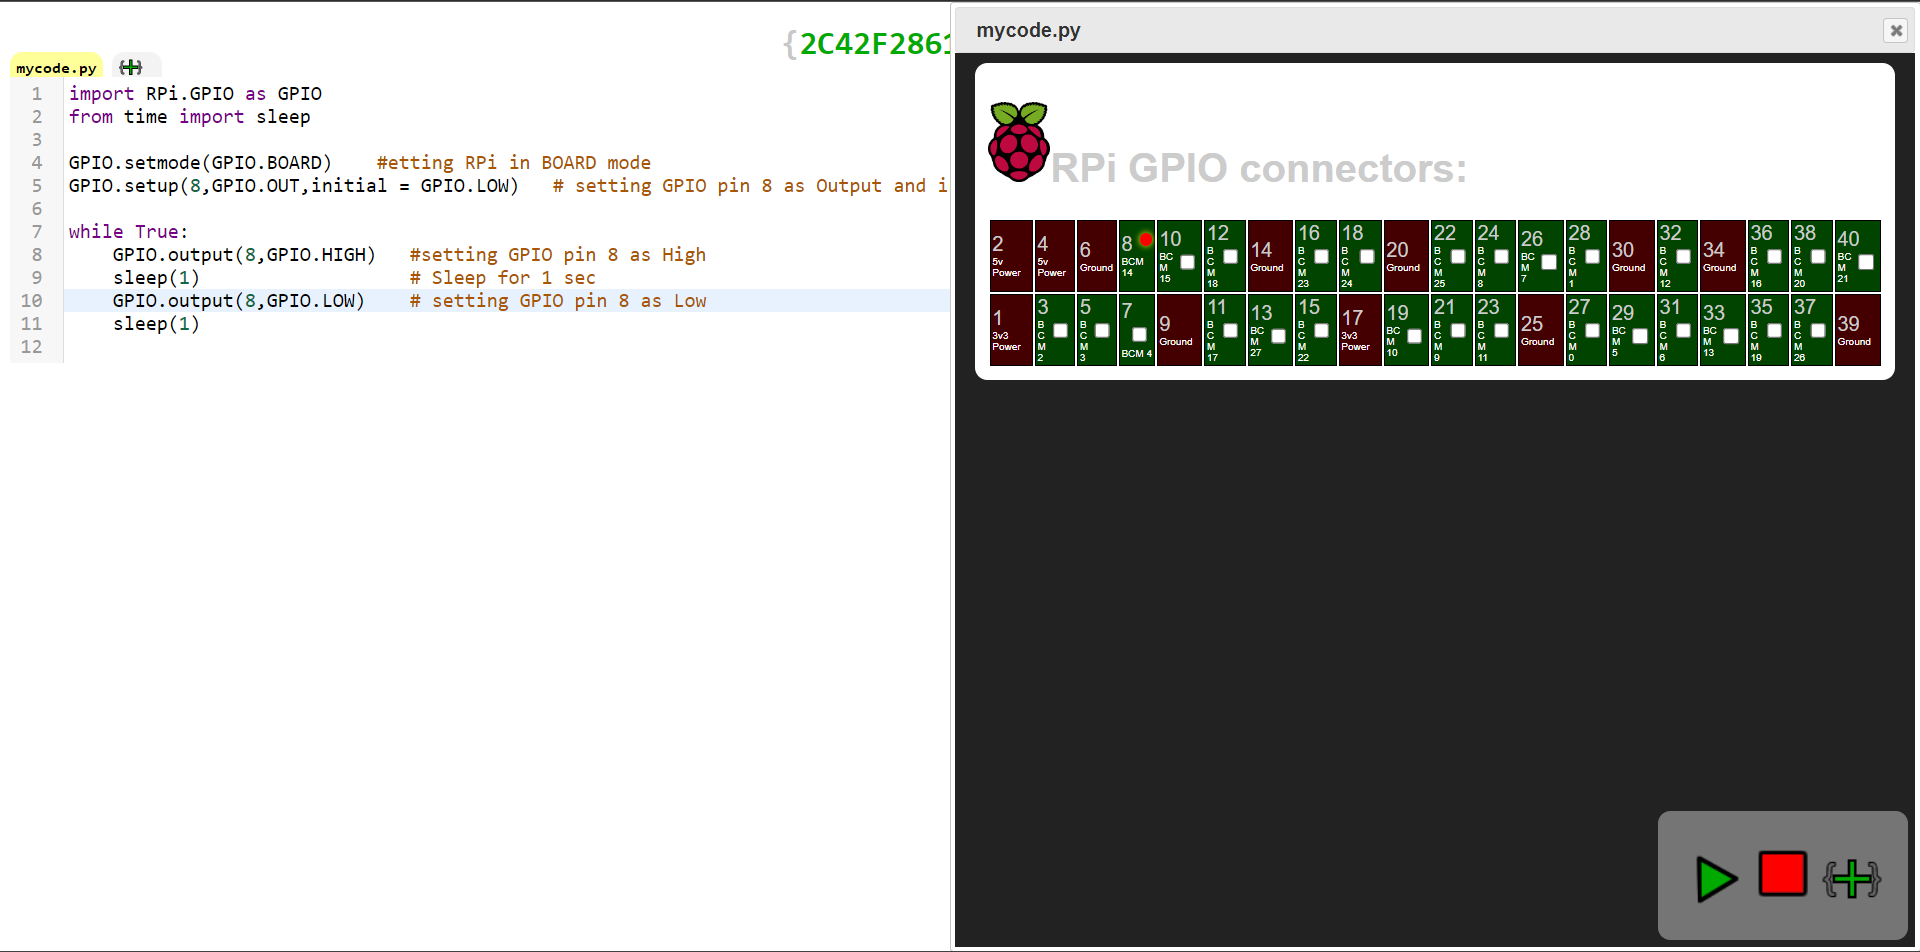 {2C42F2861
mycode.py {+}
1 import RPi.GPIO as GPIO
2 from time import sleep
3
4 GPIO.setmode(GPIO.BOARD)    #etting RPi in BOARD mode
5 GPIO.setup(8,GPIO.OUT,initial = GPIO.LOW)   # setting GPIO pin 8 as Output and i
6
7 while True:
8     GPIO.output(8,GPIO.HIGH)   #setting GPIO pin 8 as High
9     sleep(1)                   # Sleep for 1 sec
10     GPIO.output(8,GPIO.LOW)    # setting GPIO pin 8 as Low
11     sleep(1)
12
mycode.py
RPi GPIO connectors:
2 5v Power
4 5v Power
6 Ground
8 BCM 14
10 BCM 15
12 BCM 18
14 Ground
16 BCM 23
18 BCM 24
20 Ground
22 BCM 25
24 BCM 8
26 BCM 7
28 BCM 1
30 Ground
32 BCM 12
34 Ground
36 BCM 16
38 BCM 20
40 BCM 21
1 3v3 Power
3 BCM 2
5 BCM 3
7 BCM 4
9 Ground
11 BCM 17
13 BCM 27
15 BCM 22
17 3v3 Power
19 BCM 10
21 BCM 9
23 BCM 11
25 Ground
27 BCM 0
29 BCM 5
31 BCM 6
33 BCM 13
35 BCM 19
37 BCM 26
39 Ground
{+}